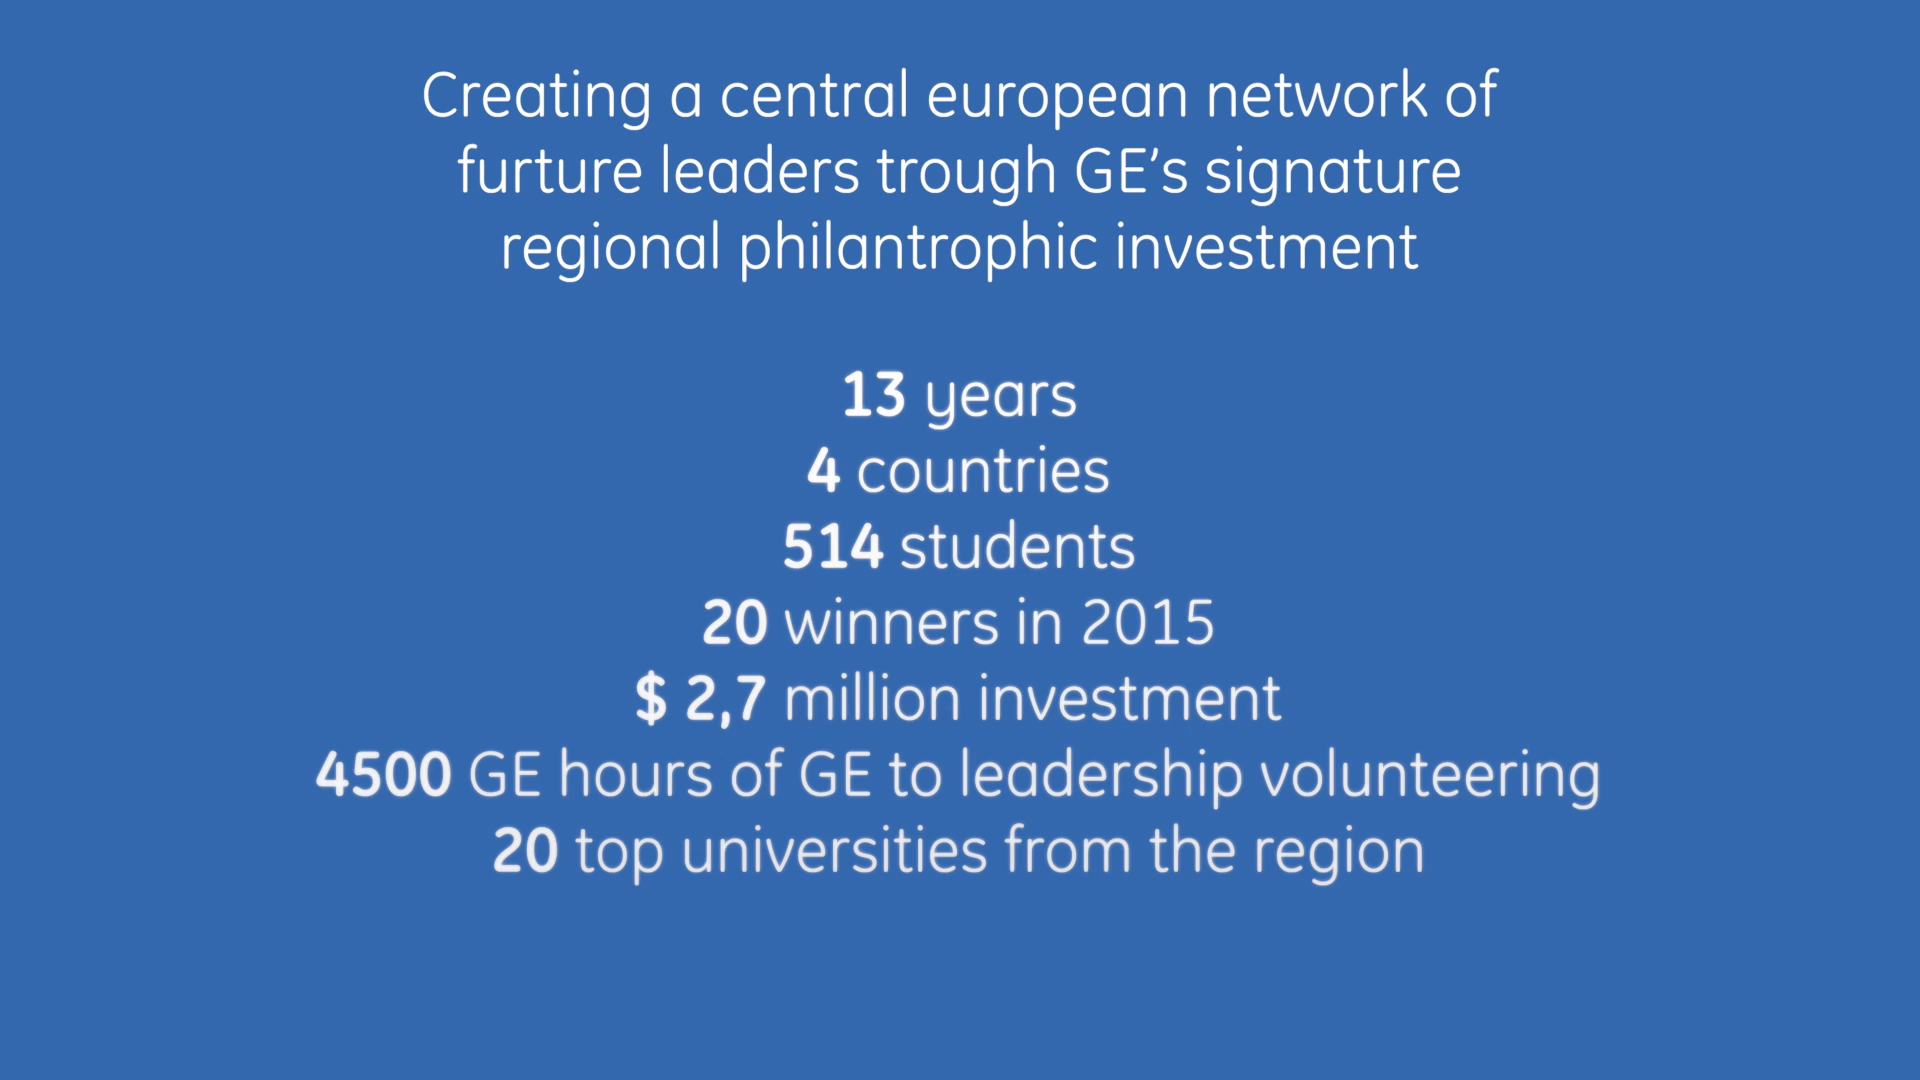 Creating a central european network of
furture leaders trough GE’s signature
regional philantrophic investment
13 years
4 countries
514 students
20 winners in 2015
$ 2,7 million investment
4500 GE hours of GE to leadership volunteering
20 top universities from the region